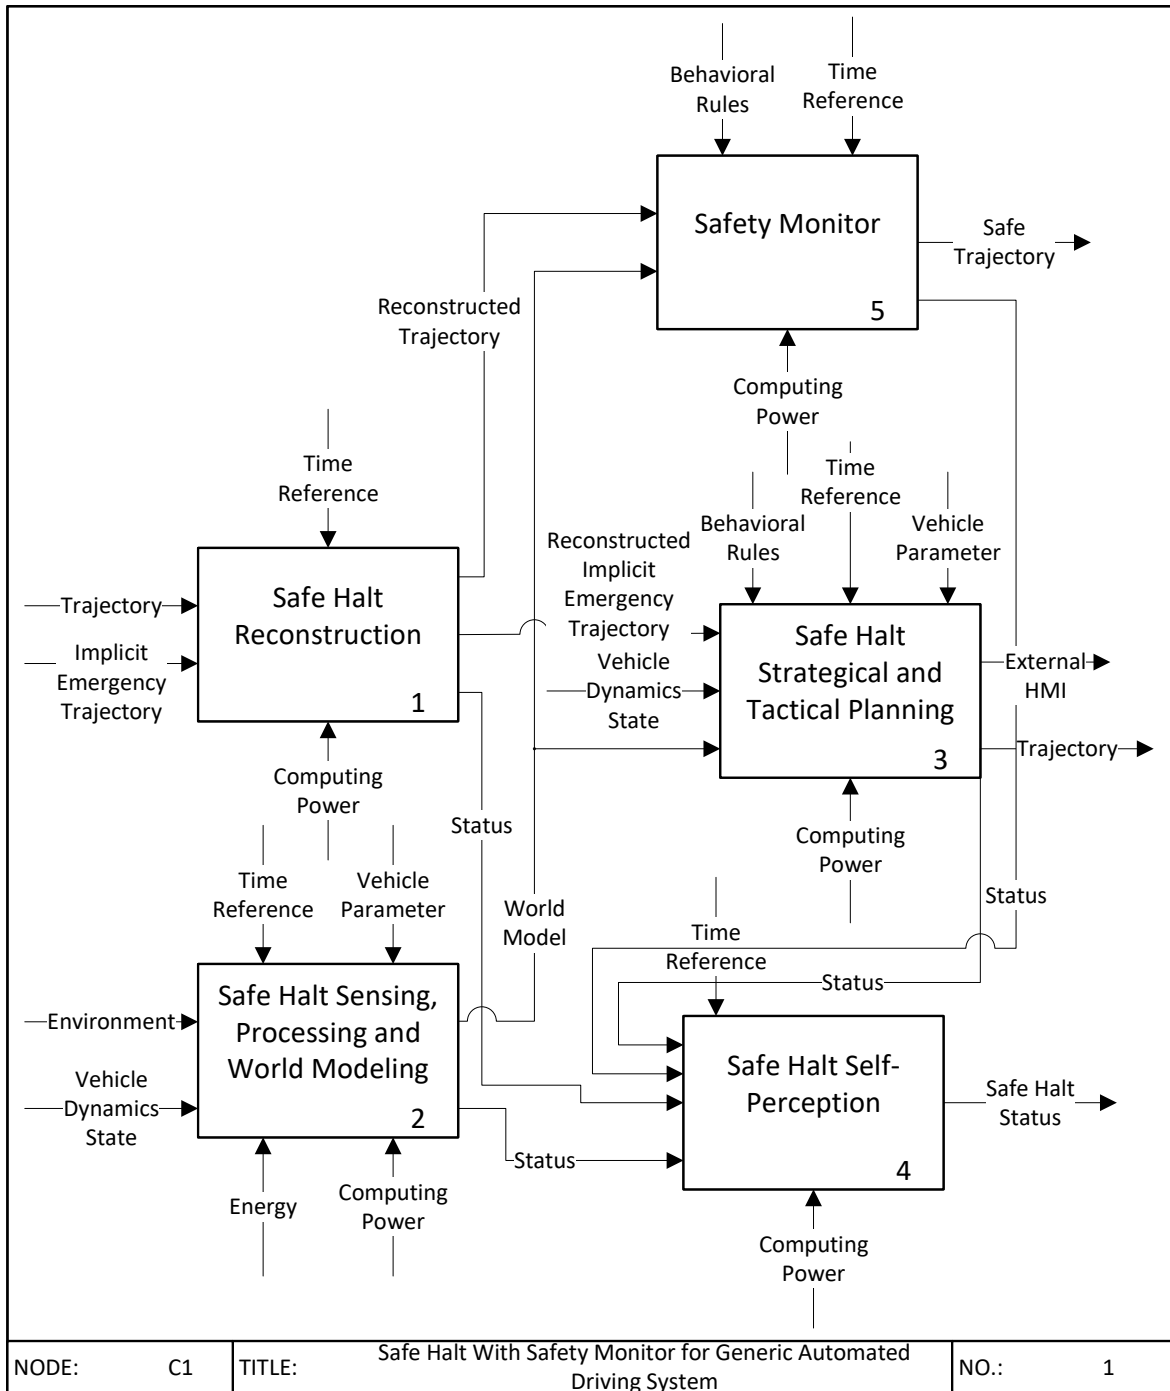 Behavioral
Rules
Time
Reference
Safety Monitor
5
Safe
Trajectory
Reconstructed
Trajectory
Computing
Power
Time
Reference
Time
Reference
Behavioral
Rules
Vehicle
Parameter
Reconstructed
Implicit
Emergency
Trajectory
Vehicle
Dynamics
State
Trajectory
Implicit
Emergency
Trajectory
Safe Halt
Reconstruction
1
Safe Halt
Strategical and
Tactical Planning
3
External
HMI
Trajectory
Computing
Power
Status
Computing
Power
Time
Reference
Vehicle
Parameter
World
Model
Time
Reference
Status
Status
Environment
Vehicle
Dynamics
State
Safe Halt Sensing,
Processing and
World Modeling
2
Status
Safe Halt Self-
Perception
4
Safe Halt
Status
Energy
Computing
Power
Computing
Power
NODE: C1
TITLE:
Safe Halt With Safety Monitor for Generic Automated
Driving System
NO.: 1